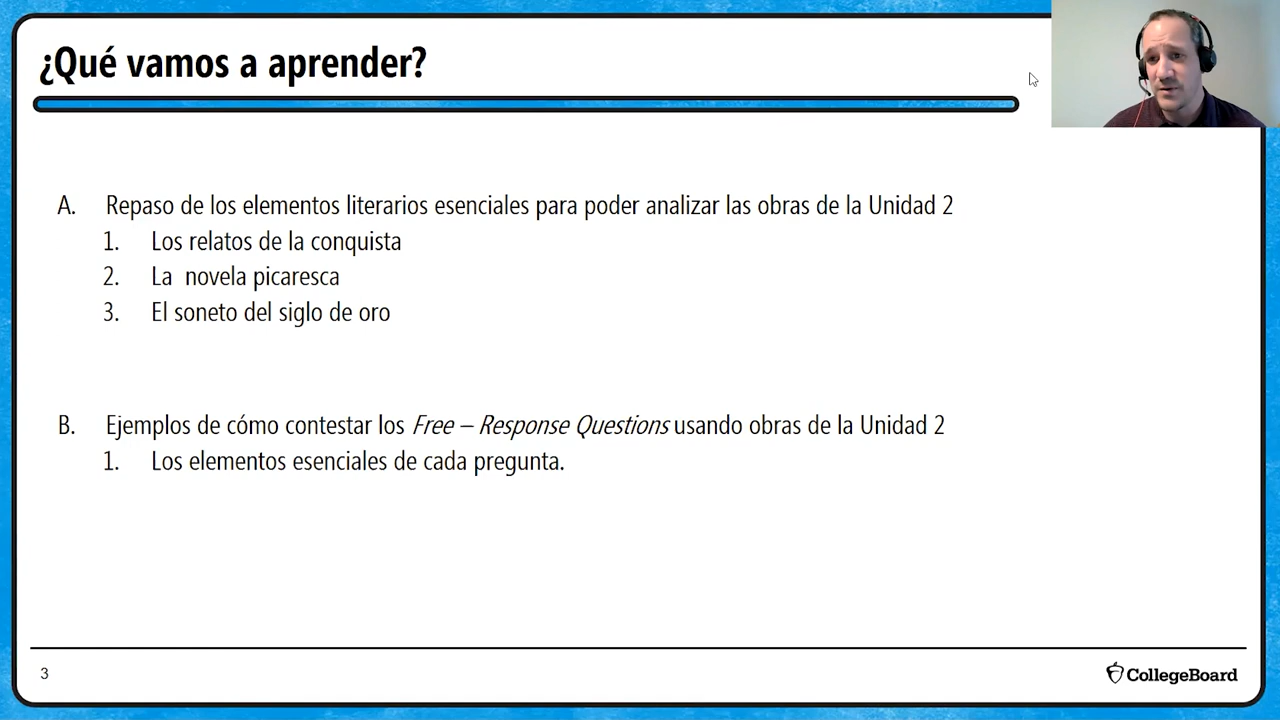 ¿Qué vamos a aprender?
A. Repaso de los elementos literarios esenciales para poder analizar las obras de la Unidad 2
1. Los relatos de la conquista
2. La novela picaresca
3. El soneto del siglo de oro
B. Ejemplos de cómo contestar los Free – Response Questions usando obras de la Unidad 2
1. Los elementos esenciales de cada pregunta.
3
CollegeBoard